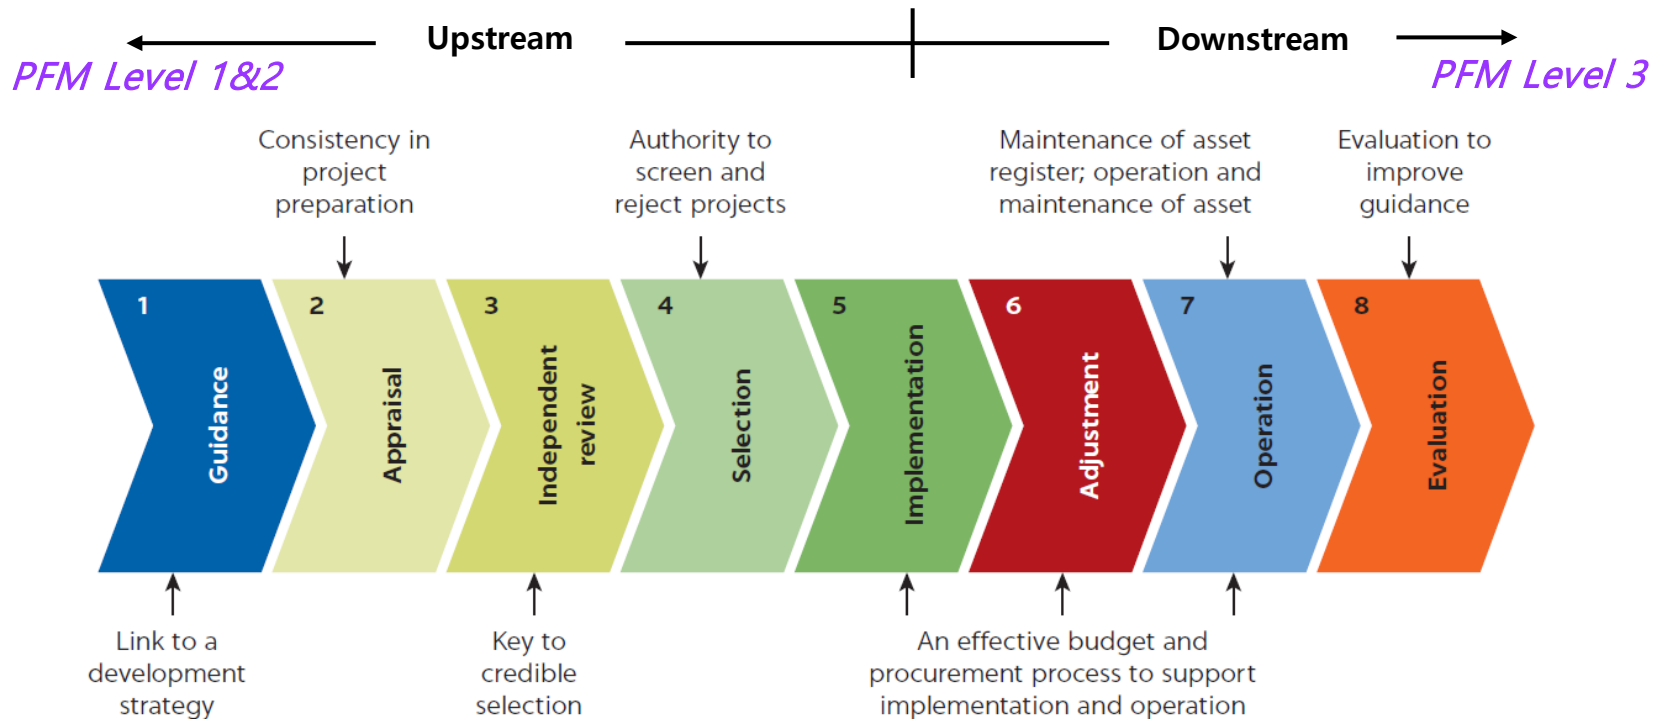 Upstream
Downstream
PFM Level 1&2
PFM Level 3
Consistency in
project
preparation
Authority to
screen and
reject projects
Maintenance of asset
register; operation and
maintenance of asset
Evaluation to
improve
guidance
1
Guidance
2
Appraisal
3
Independent
review
4
Selection
5
Implementation
6
Adjustment
7
Operation
8
Evaluation
Link to a
development
strategy
Key to
credible
selection
An effective budget and
procurement process to support
implementation and operation